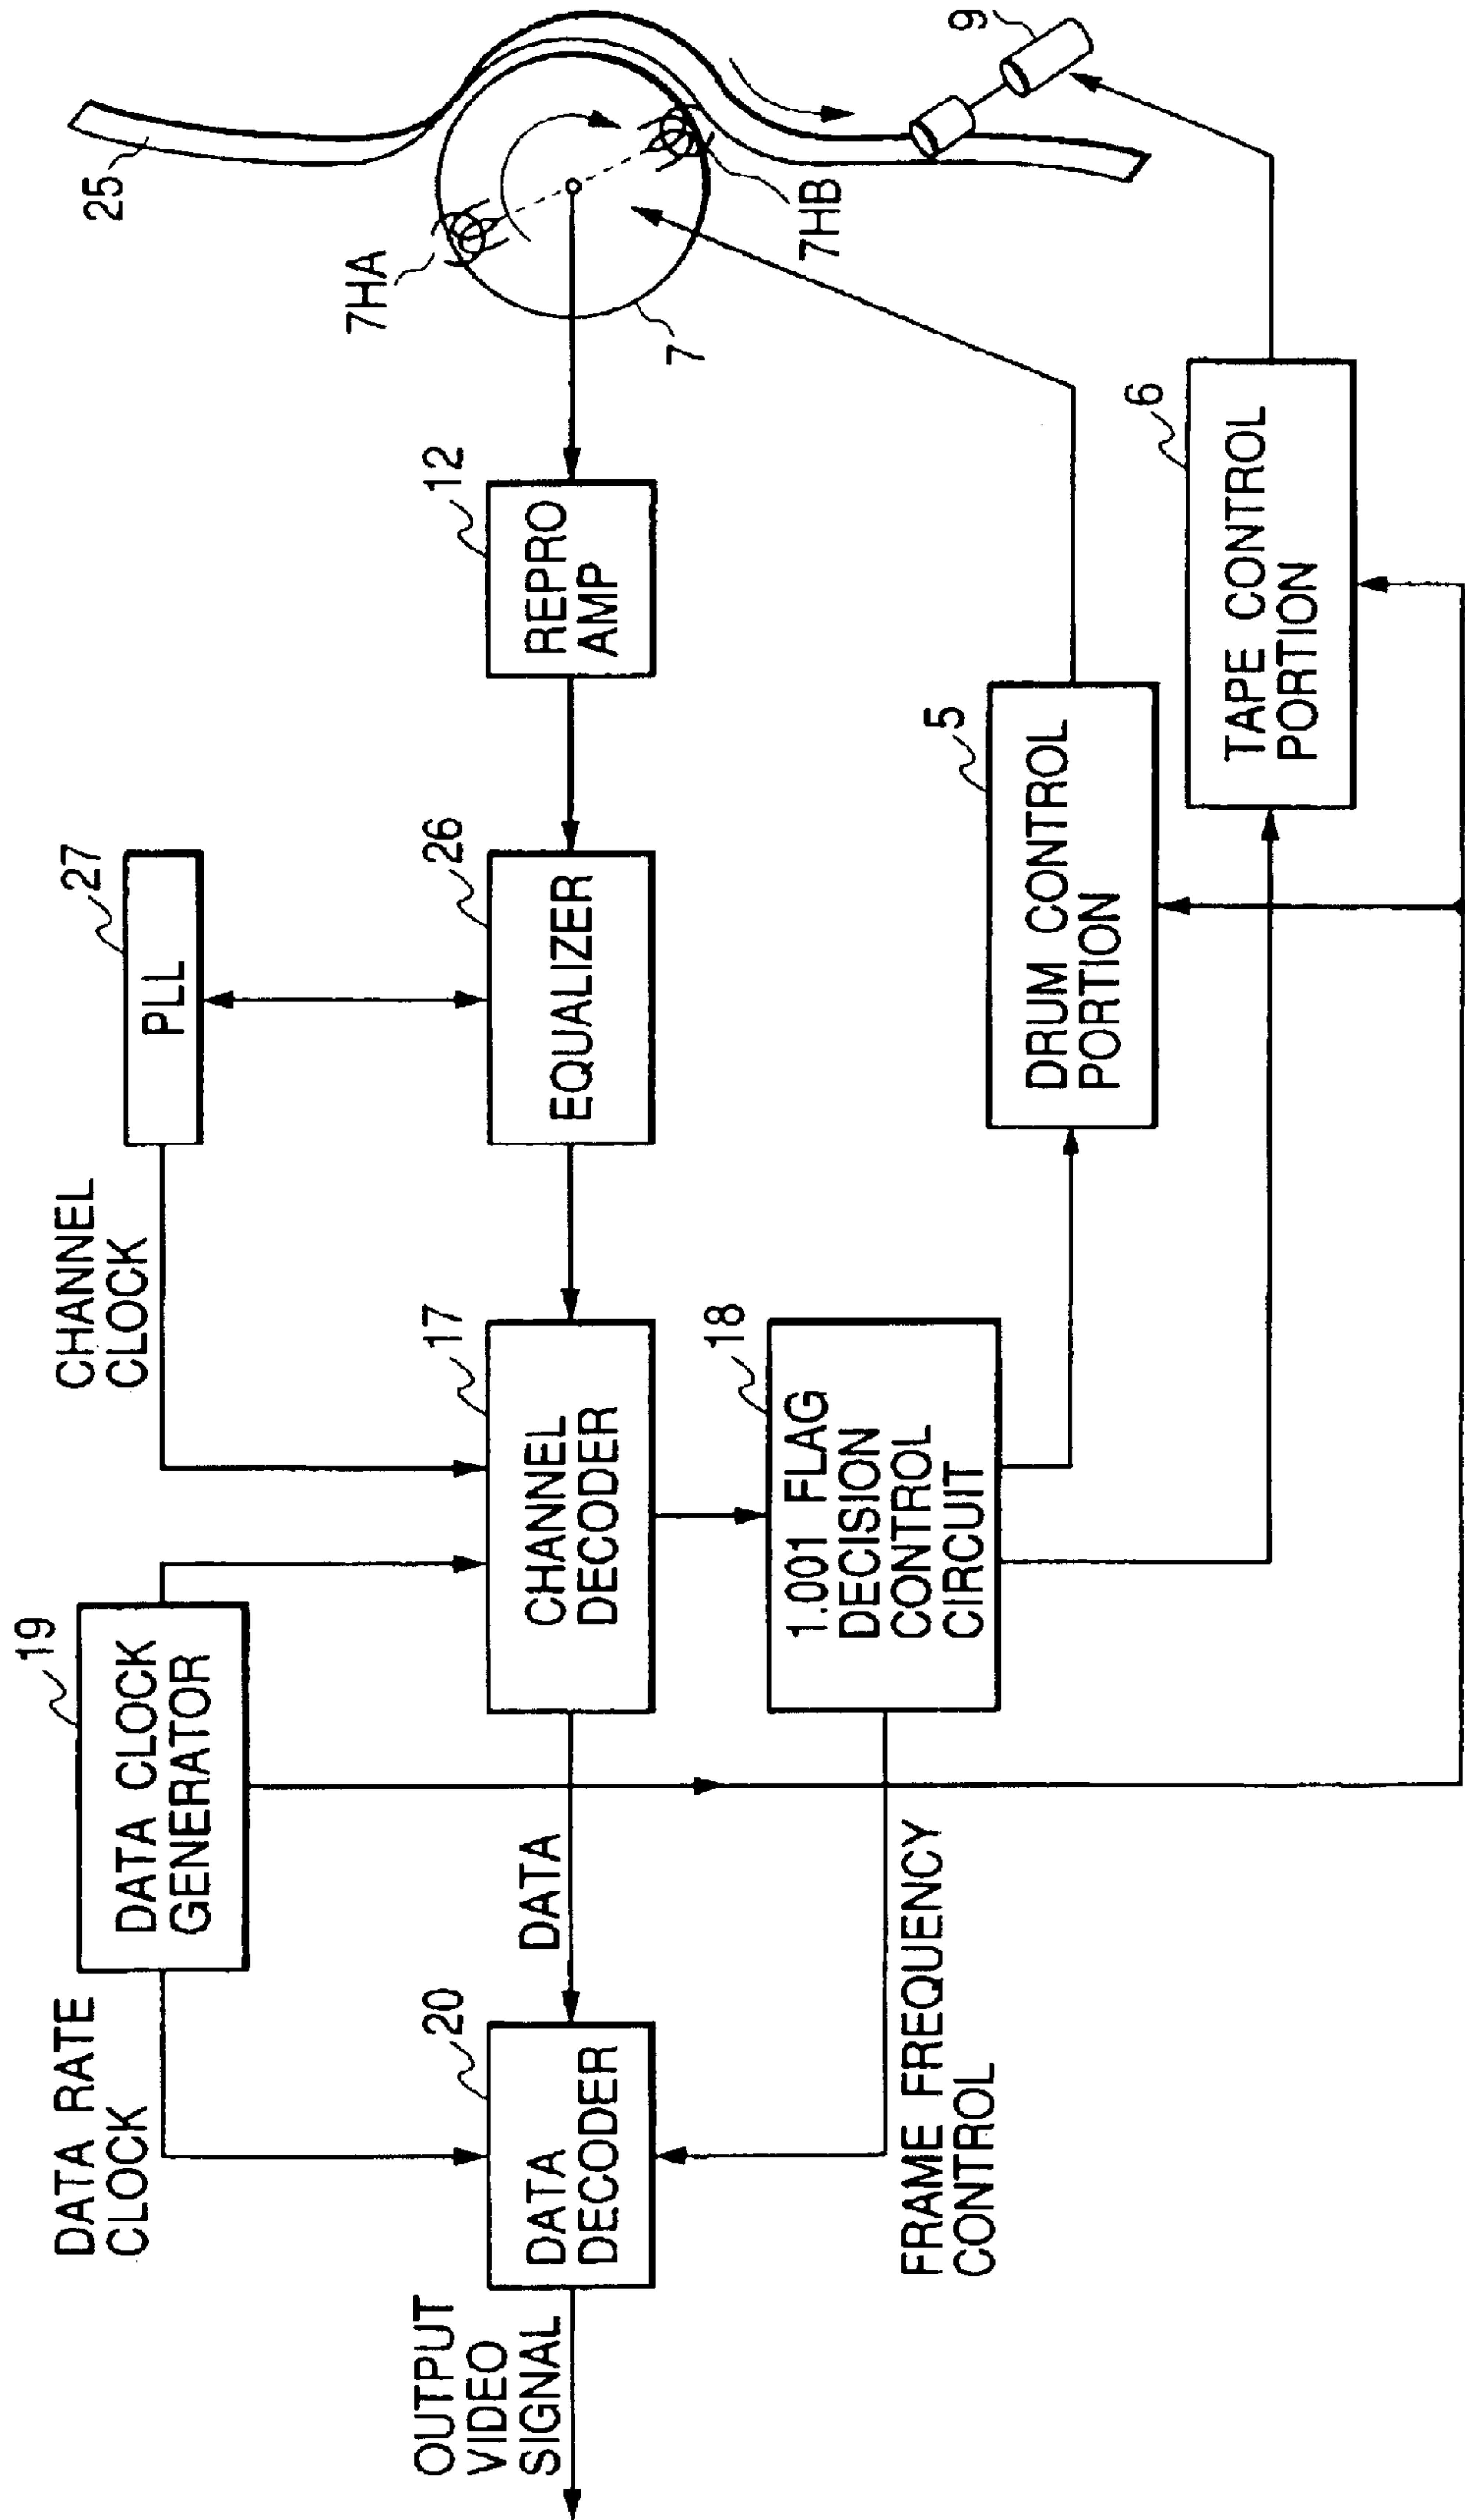 25
7HA
7HB
7
9
12
REPRO
AMP
27
PLL
26
EQUALIZER
CHANNEL
CLOCK
17
CHANNEL
DECODER
18
1.001 FLAG
DECISION
CONTROL
CIRCUIT
5
DRUM CONTROL
PORTION
6
TAPE CONTROL
PORTION
19
DATA CLOCK
GENERATOR
DATA RATE
CLOCK
DATA
20
DATA
DECODER
FRAME FREQUENCY
CONTROL
OUTPUT
VIDEO
SIGNAL